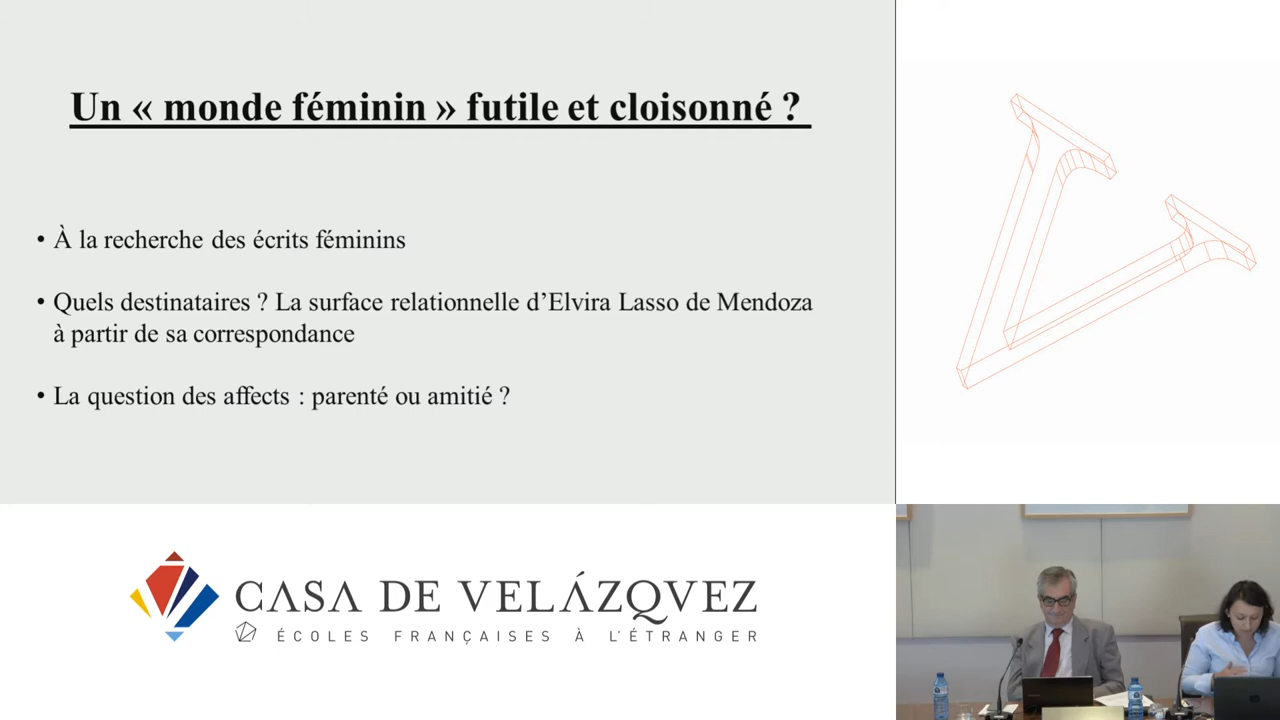 Un « monde féminin » futile et cloisonné ?
• À la recherche des écrits féminins
• Quels destinataires ? La surface relationnelle d’Elvira Lasso de Mendoza
à partir de sa correspondance
• La question des affects : parenté ou amitié ?
CASA DE VELÁZQVEZ
ÉCOLES FRANÇAISES À L'ÉTRANGER